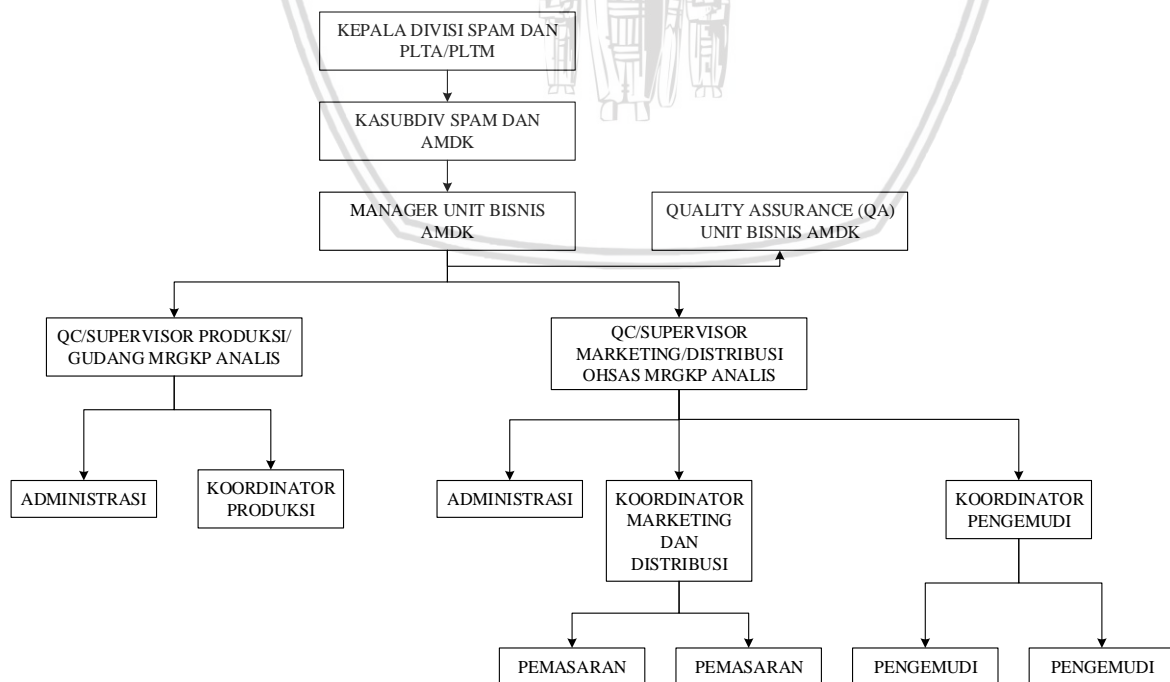 KEPALA DIVISI SPAM DAN
PLTA/PLTM
KASUBDIV SPAM DAN
AMDK
MANAGER UNIT BISNIS
AMDK
QUALITY ASSURANCE (QA)
UNIT BISNIS AMDK
QC/SUPERVISOR PRODUKSI/
GUDANG MRGKP ANALIS
QC/SUPERVISOR
MARKETING/DISTRIBUSI
OHSAS MRGKP ANALIS
ADMINISTRASI
KOORDINATOR
PRODUKSI
ADMINISTRASI
KOORDINATOR
MARKETING
DAN
DISTRIBUSI
KOORDINATOR
PENGEMUDI
PEMASARAN
PEMASARAN
PENGEMUDI
PENGEMUDI